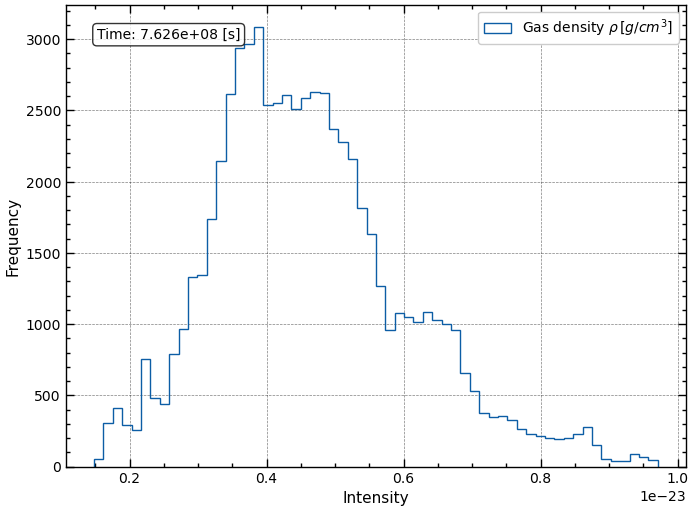 Time: 7.626e+08 [s]
Gas density ρ [g/cm³]
Frequency
3000
2500
2000
1500
1000
500
0
0.2 0.4 0.6 0.8 1.0
1e−23
Intensity